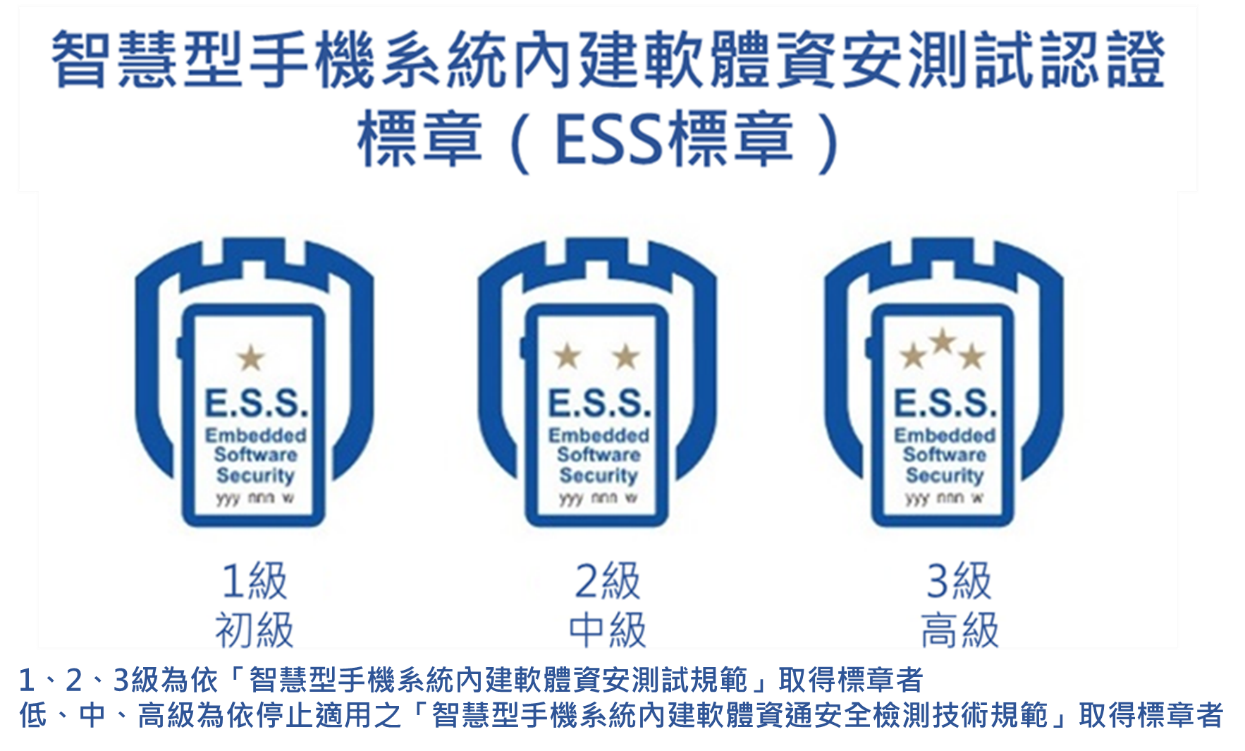 智慧型手機系統內建軟體資安測試認證
標章（ESS標章）
E.S.S.
Embedded
Software
Security
yyy nnn w
E.S.S.
Embedded
Software
Security
yyy nnn w
E.S.S.
Embedded
Software
Security
yyy nnn w
1級
初級
2級
中級
3級
高級
1、2、3級為依「智慧型手機系統內建軟體資安測試規範」取得標章者
低、中、高級為依停止適用之「智慧型手機系統內建軟體資通安全檢測技術規範」取得標章者